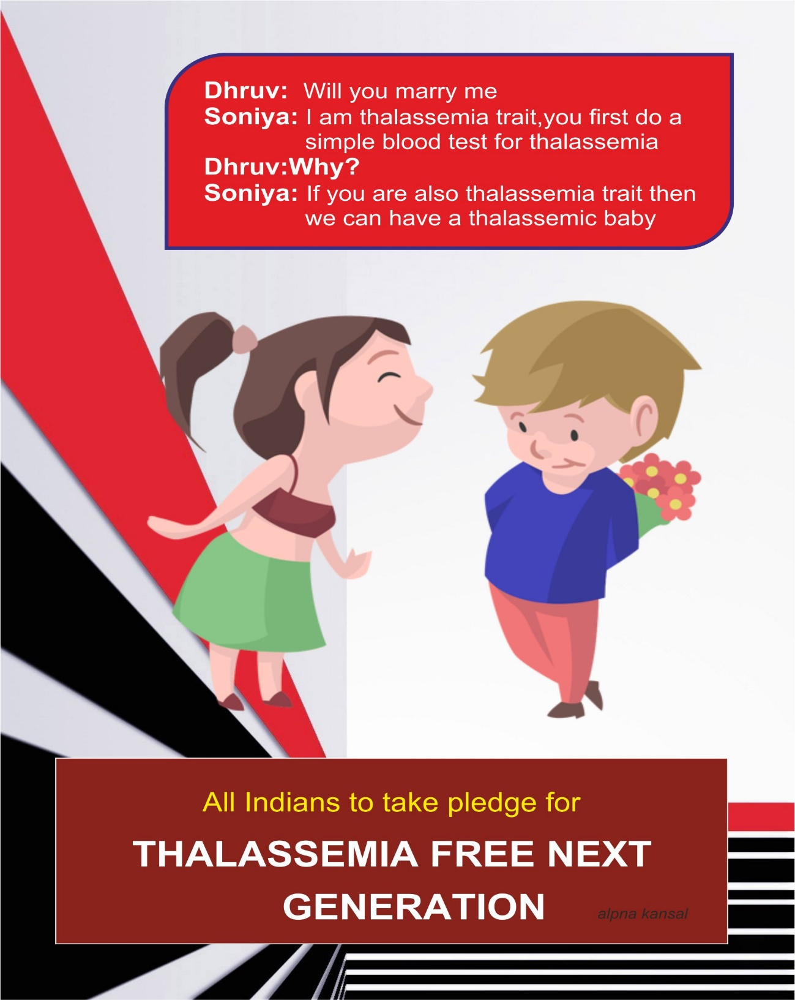 Dhruv: Will you marry me
Soniya: I am thalassemia trait,you first do a
simple blood test for thalassemia
Dhruv:Why?
Soniya: If you are also thalassemia trait then
we can have a thalassemic baby
All Indians to take pledge for
THALASSEMIA FREE NEXT
GENERATION
alpna kansal